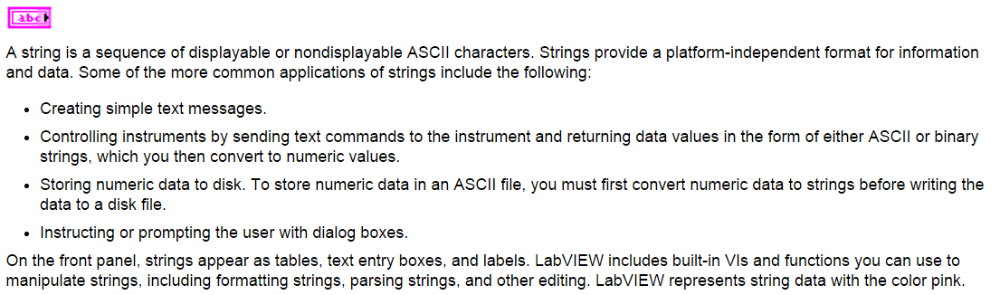 abc
A string is a sequence of displayable or nondisplayable ASCII characters. Strings provide a platform-independent format for information
and data. Some of the more common applications of strings include the following:
• Creating simple text messages.
• Controlling instruments by sending text commands to the instrument and returning data values in the form of either ASCII or binary
strings, which you then convert to numeric values.
• Storing numeric data to disk. To store numeric data in an ASCII file, you must first convert numeric data to strings before writing the
data to a disk file.
• Instructing or prompting the user with dialog boxes.
On the front panel, strings appear as tables, text entry boxes, and labels. LabVIEW includes built-in VIs and functions you can use to
manipulate strings, including formatting strings, parsing strings, and other editing. LabVIEW represents string data with the color pink.